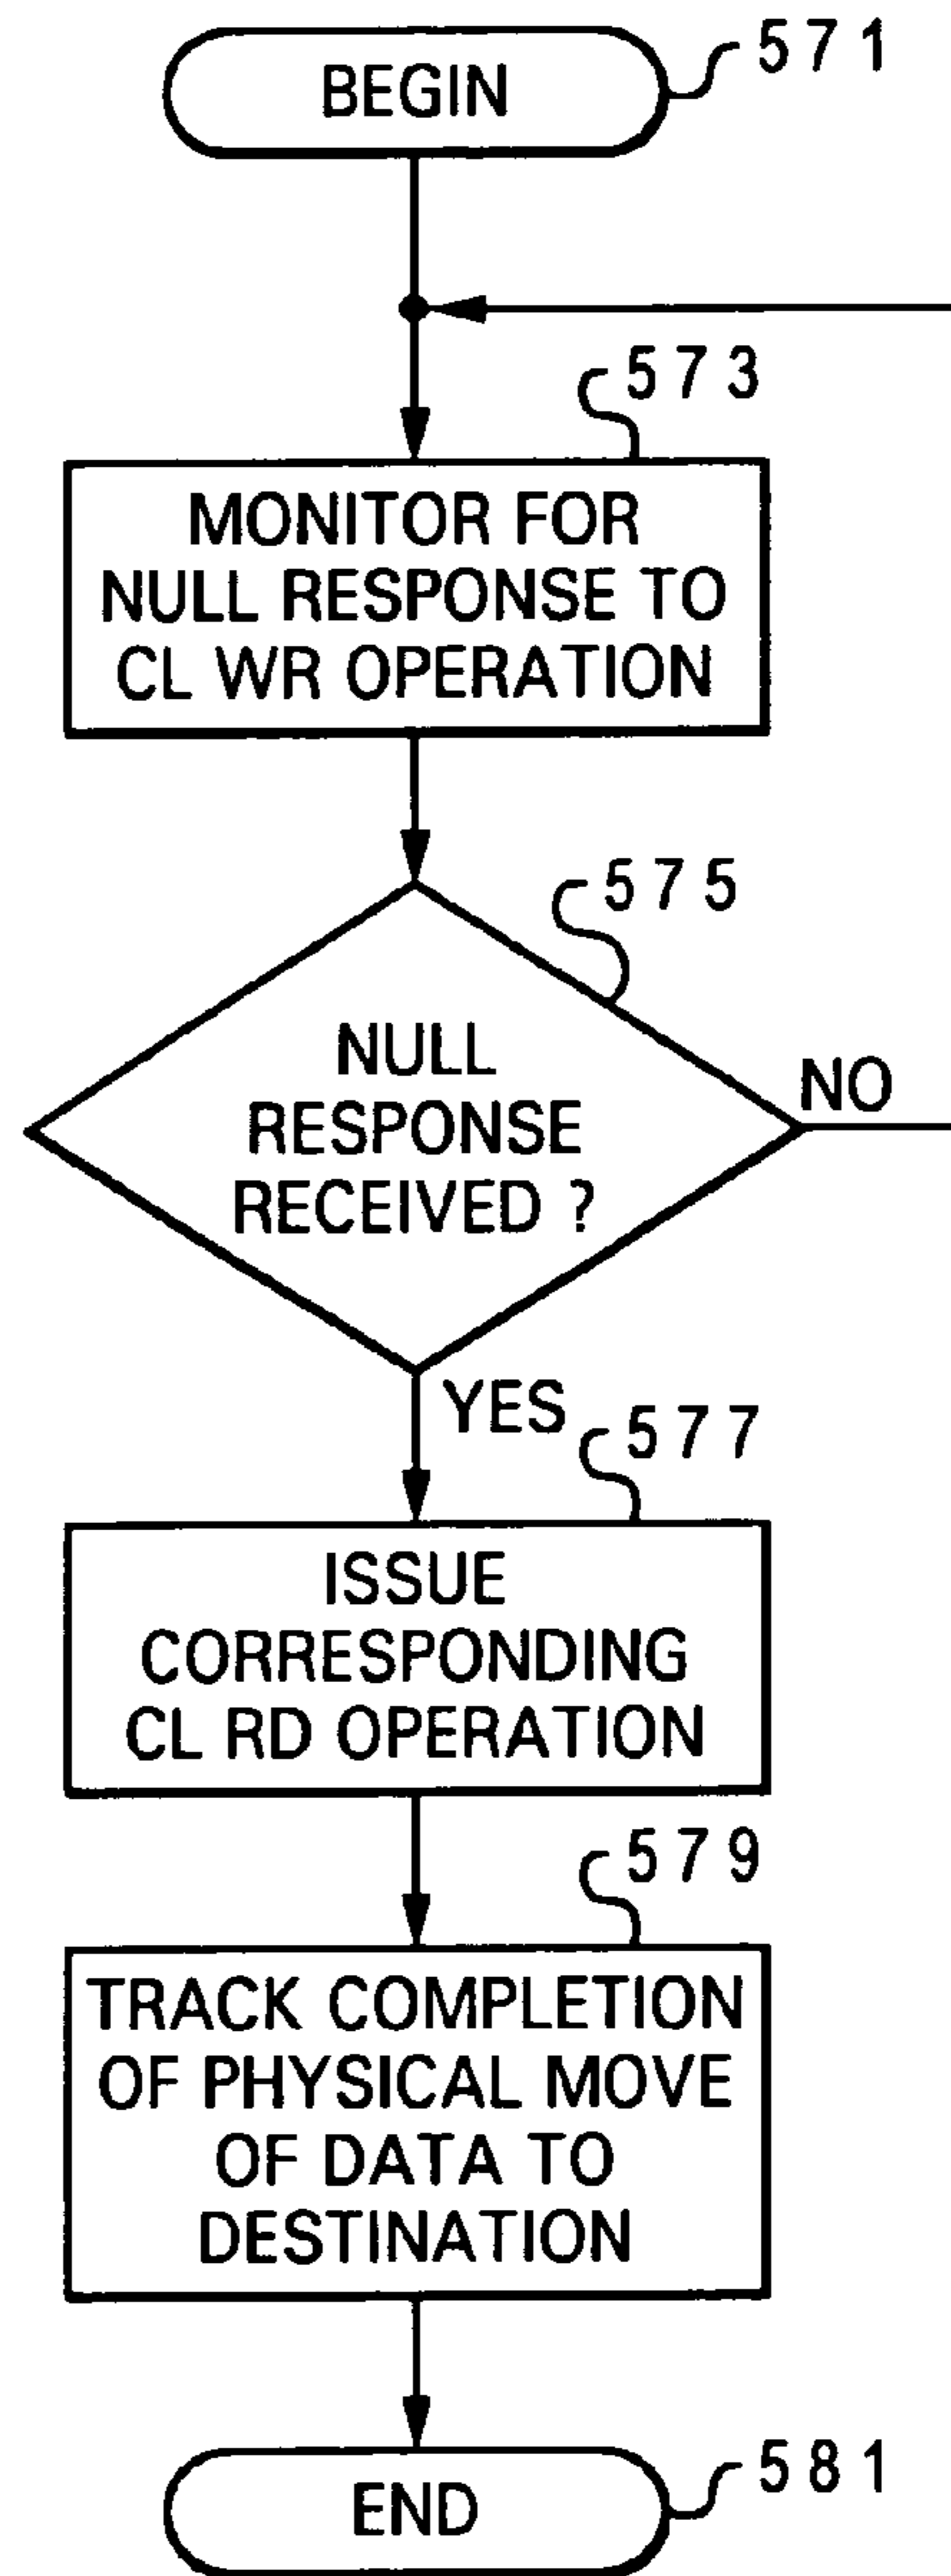 BEGIN
571
573
MONITOR FOR
NULL RESPONSE TO
CL WR OPERATION
575
NULL
RESPONSE
RECEIVED ?
NO
YES
577
ISSUE
CORRESPONDING
CL RD OPERATION
579
TRACK COMPLETION
OF PHYSICAL MOVE
OF DATA TO
DESTINATION
END
581